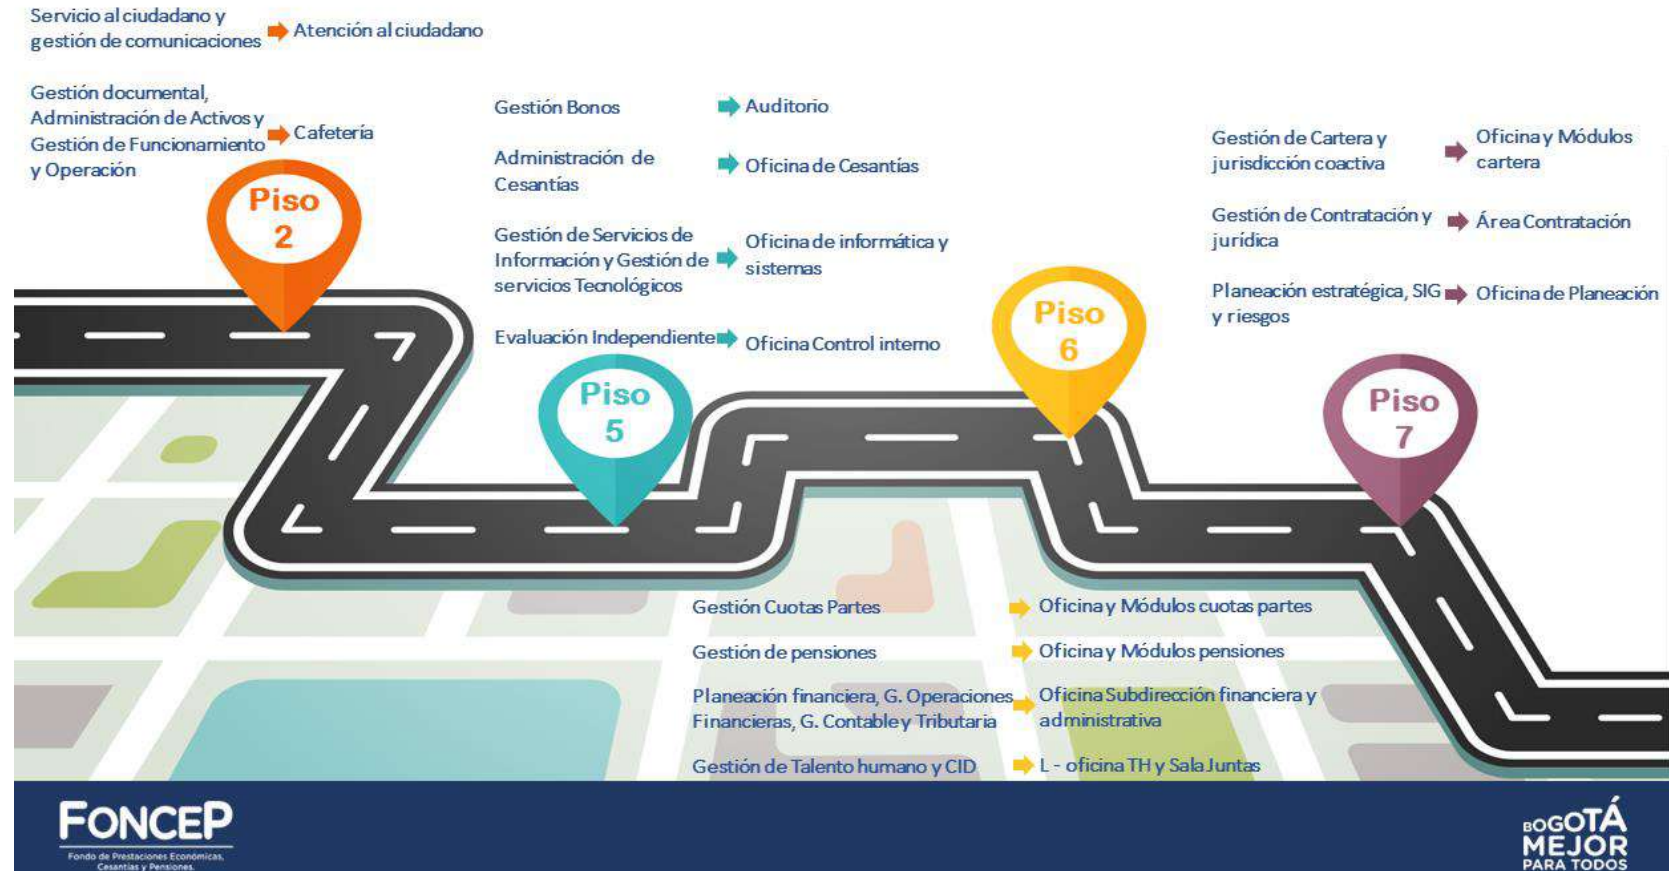 Servicio al ciudadano y
gestión de comunicaciones
Atención al ciudadano
Gestión documental,
Administración de Activos y
Gestión de Funcionamiento
y Operación
Cafetería
Piso
2
Gestión Bonos
Auditorio
Administración de
Cesantías
Oficina de Cesantías
Gestión de Servicios de
Información y Gestión de
servicios Tecnológicos
Oficina de informática y
sistemas
Evaluación Independiente
Oficina Control interno
Piso
5
Piso
6
Gestión Cuotas Partes
Oficina y Módulos cuotas partes
Gestión de pensiones
Oficina y Módulos pensiones
Planeación financiera, G. Operaciones
Financieras, G. Contable y Tributaria
Oficina Subdirección financiera y
administrativa
Gestión de Talento humano y CID
L - oficina TH y Sala Juntas
Gestión de Cartera y
jurisdicción coactiva
Oficina y Módulos
cartera
Gestión de Contratación y
jurídica
Área Contratación
Planeación estratégica, SIG
y riesgos
Oficina de Planeación
Piso
7
FONCEP
Fondo de Prestaciones Económicas,
Cesantías y Pensiones.
BOGOTÁ
MEJOR
PARA TODOS